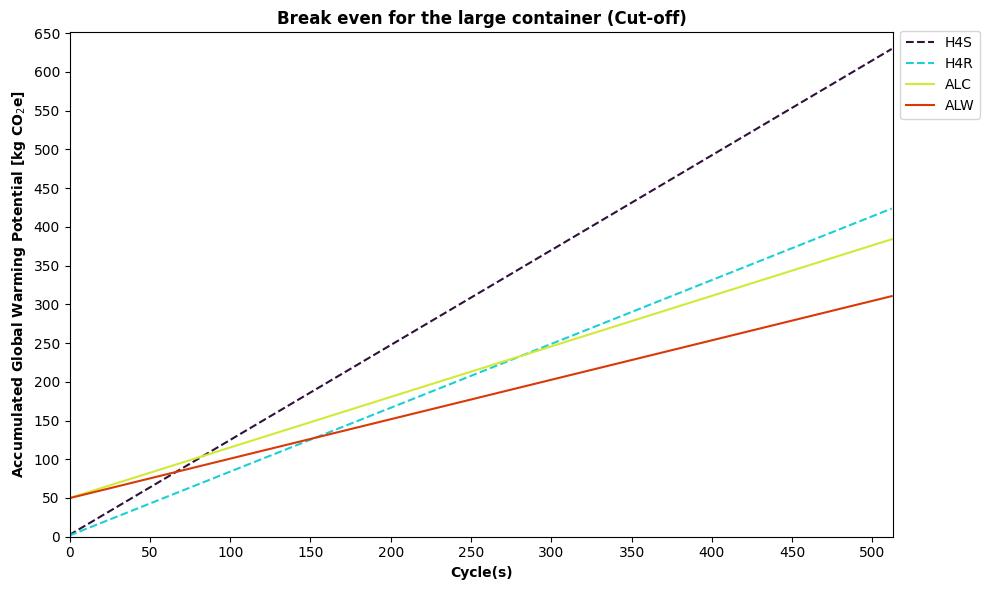 Break even for the large container (Cut-off)
Accumulated Global Warming Potential [kg CO₂e]
650
600
550
500
450
400
350
300
250
200
150
100
50
0
0 50 100 150 200 250 300 350 400 450 500
Cycle(s)
H4S
H4R
ALC
ALW